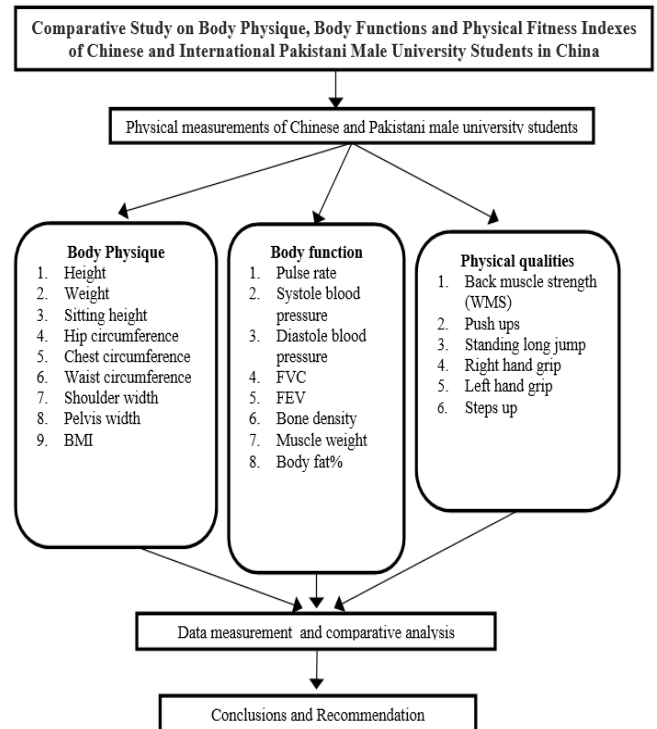 Comparative Study on Body Physique, Body Functions and Physical Fitness Indexes
of Chinese and International Pakistani Male University Students in China
Physical measurements of Chinese and Pakistani male university students
Body Physique
1. Height
2. Weight
3. Sitting height
4. Hip circumference
5. Chest circumference
6. Waist circumference
7. Shoulder width
8. Pelvis width
9. BMI
Body function
1. Pulse rate
2. Systole blood
pressure
3. Diastole blood
pressure
4. FVC
5. FEV
6. Bone density
7. Muscle weight
8. Body fat%
Physical qualities
1. Back muscle strength
(WMS)
2. Push ups
3. Standing long jump
4. Right hand grip
5. Left hand grip
6. Steps up
Data measurement and comparative analysis
Conclusions and Recommendation